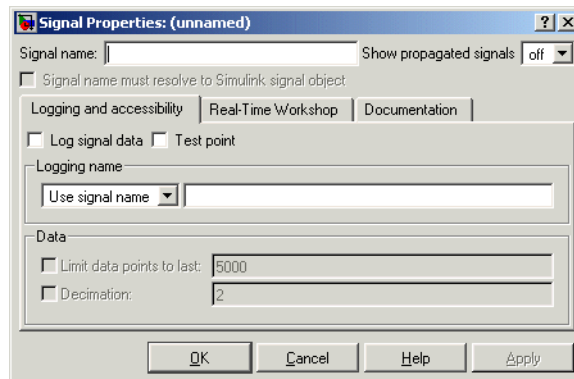 Signal Properties: (unnamed)
Signal name: Show propagated signals off
Signal name must resolve to Simulink signal object
Logging and accessibility Real-Time Workshop Documentation
Log signal data Test point
Logging name
Use signal name
Data
Limit data points to last: 5000
Decimation: 2
OK Cancel Help Apply